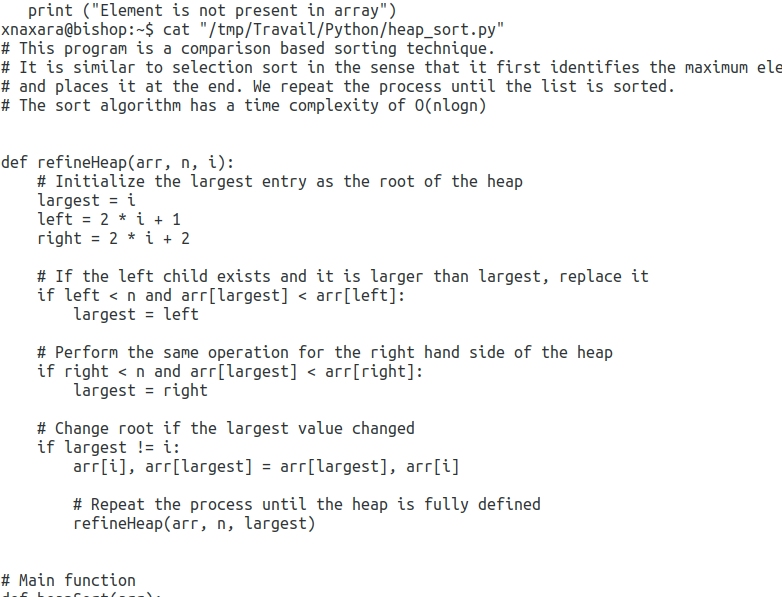 print ("Element is not present in array")
xnaxara@bishop:~$ cat "/tmp/Travail/Python/heap_sort.py"
# This program is a comparison based sorting technique.
# It is similar to selection sort in the sense that it first identifies the maximum ele
# and places it at the end. We repeat the process until the list is sorted.
# The sort algorithm has a time complexity of O(nlogn)
def refineHeap(arr, n, i):
    # Initialize the largest entry as the root of the heap
    largest = i
    left = 2 * i + 1
    right = 2 * i + 2
    # If the left child exists and it is larger than largest, replace it
    if left < n and arr[largest] < arr[left]:
        largest = left
    # Perform the same operation for the right hand side of the heap
    if right < n and arr[largest] < arr[right]:
        largest = right
    # Change root if the largest value changed
    if largest != i:
        arr[i], arr[largest] = arr[largest], arr[i]
        # Repeat the process until the heap is fully defined
        refineHeap(arr, n, largest)
# Main function
def heapSort(arr):